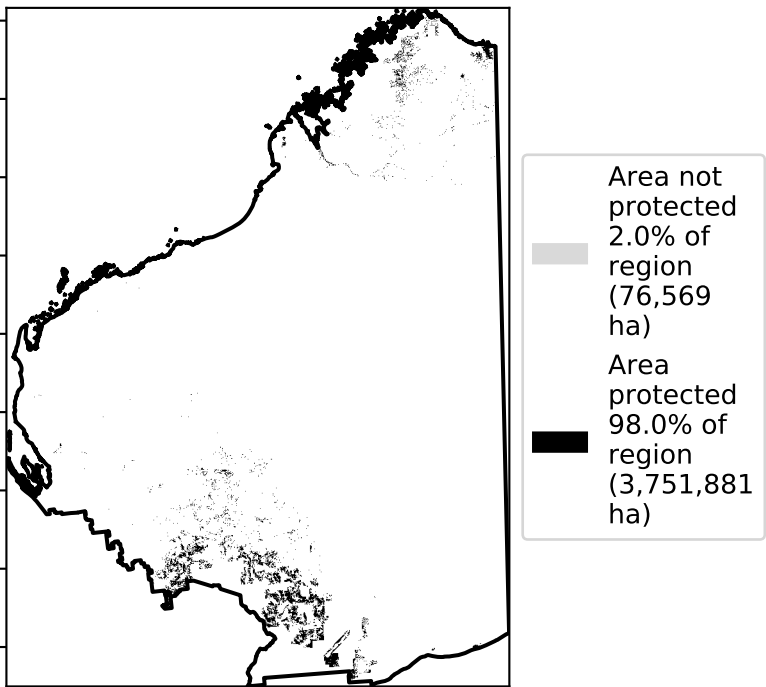 Area not
protected
2.0% of
region
(76,569
ha)
Area
protected
98.0% of
region
(3,751,881
ha)